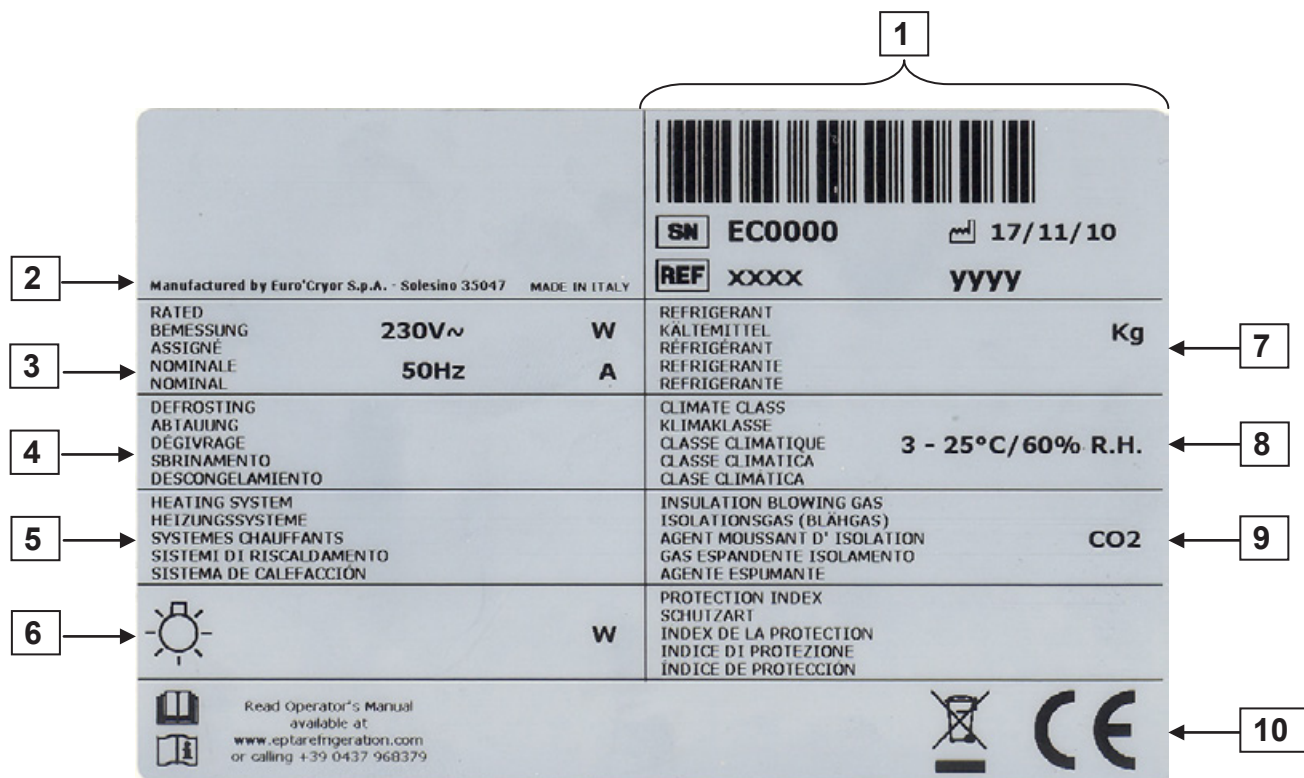 1
SN EC0000 17/11/10
REF xxxx yyyy
2
Manufactured by Euro'Cryor S.p.A. - Solesino 35047 MADE IN ITALY
3
RATED
BEMESSUNG 230V~ W
ASSIGNÉ
NOMINALE 50Hz A
NOMINAL
REFRIGERANT
KÄLTEMITTEL Kg
RÉFRIGÉRANT
REFRIGERANTE
REFRIGERANTE
7
4
DEFROSTING
ABTAUUNG
DÉGIVRAGE
SBRINAMENTO
DESCONGELAMIENTO
CLIMATE CLASS
KLIMAKLASSE
CLASSE CLIMATIQUE 3 - 25°C/60% R.H.
CLASSE CLIMATICA
CLASE CLIMÁTICA
8
5
HEATING SYSTEM
HEIZUNGSSYSTEME
SYSTEMES CHAUFFANTS
SISTEMI DI RISCALDAMENTO
SISTEMA DE CALEFACCIÓN
INSULATION BLOWING GAS
ISOLATIONSGAS (BLÄHGAS)
AGENT MOUSSANT D' ISOLATION CO2
GAS ESPANDENTE ISOLAMENTO
AGENTE ESPUMANTE
9
6
W
PROTECTION INDEX
SCHUTZART
INDEX DE LA PROTECTION
INDICE DI PROTEZIONE
ÍNDICE DE PROTECCIÓN
Read Operator's Manual
available at
www.eptarefrigeration.com
or calling +39 0437 968379
CE
10